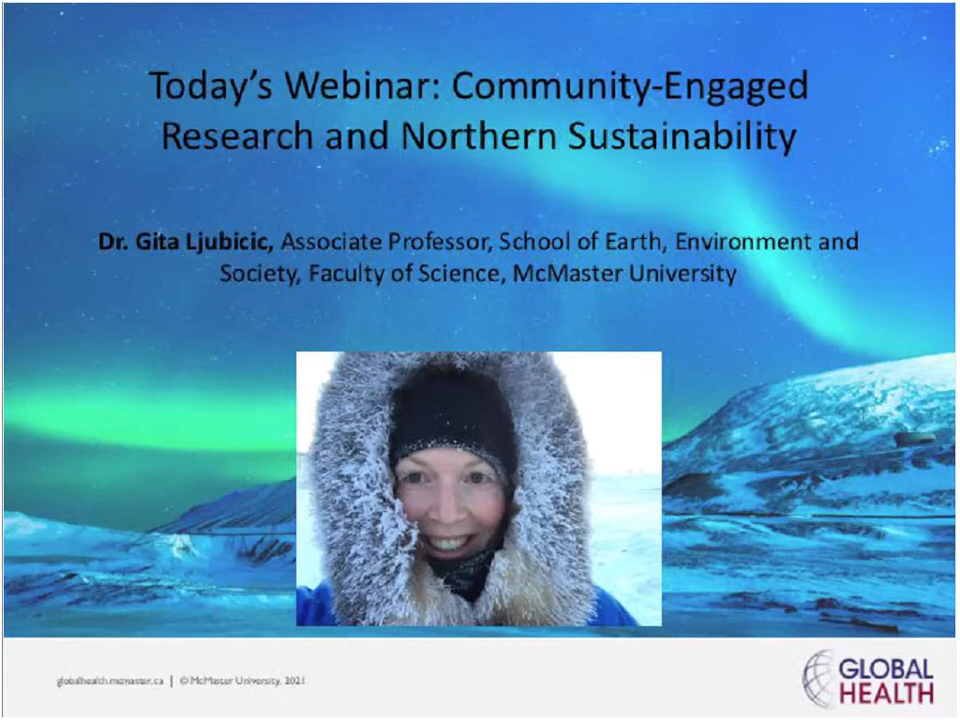 Today's Webinar: Community-Engaged
Research and Northern Sustainability
Dr. Gita Ljubicic, Associate Professor, School of Earth, Environment and
Society, Faculty of Science, McMaster University
globalhealth.mcmaster.ca | © McMaster University, 2021
GLOBAL
HEALTH